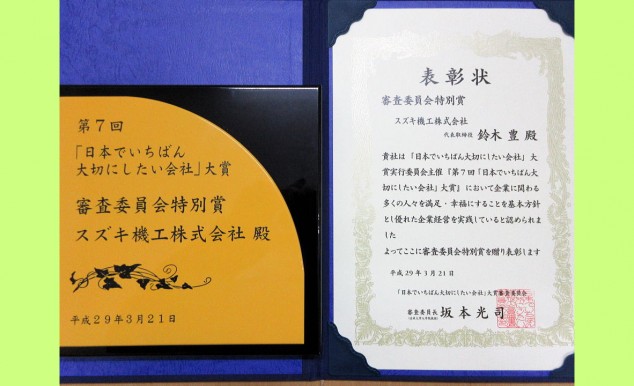 第7回
「日本でいちばん
大切にしたい会社」大賞
審査委員会特別賞
スズキ機工株式会社 殿
平成29年3月21日
表彰状
審査委員会特別賞
スズキ機工株式会社
代表取締役 鈴木 豊 殿
貴社は「日本でいちばん大切にしたい会社」大
賞実行委員会主催『第7回「日本でいちばん大
切にしたい会社」大賞』において企業に関わる
多くの人々を満足・幸福にすることを基本方針
とし優れた企業経営を実践していると認められま
した
よってここに審査委員会特別賞を贈り表彰します
平成29年3月21日
「日本でいちばん大切にしたい会社」大賞審査委員会
審査委員長 坂本光司